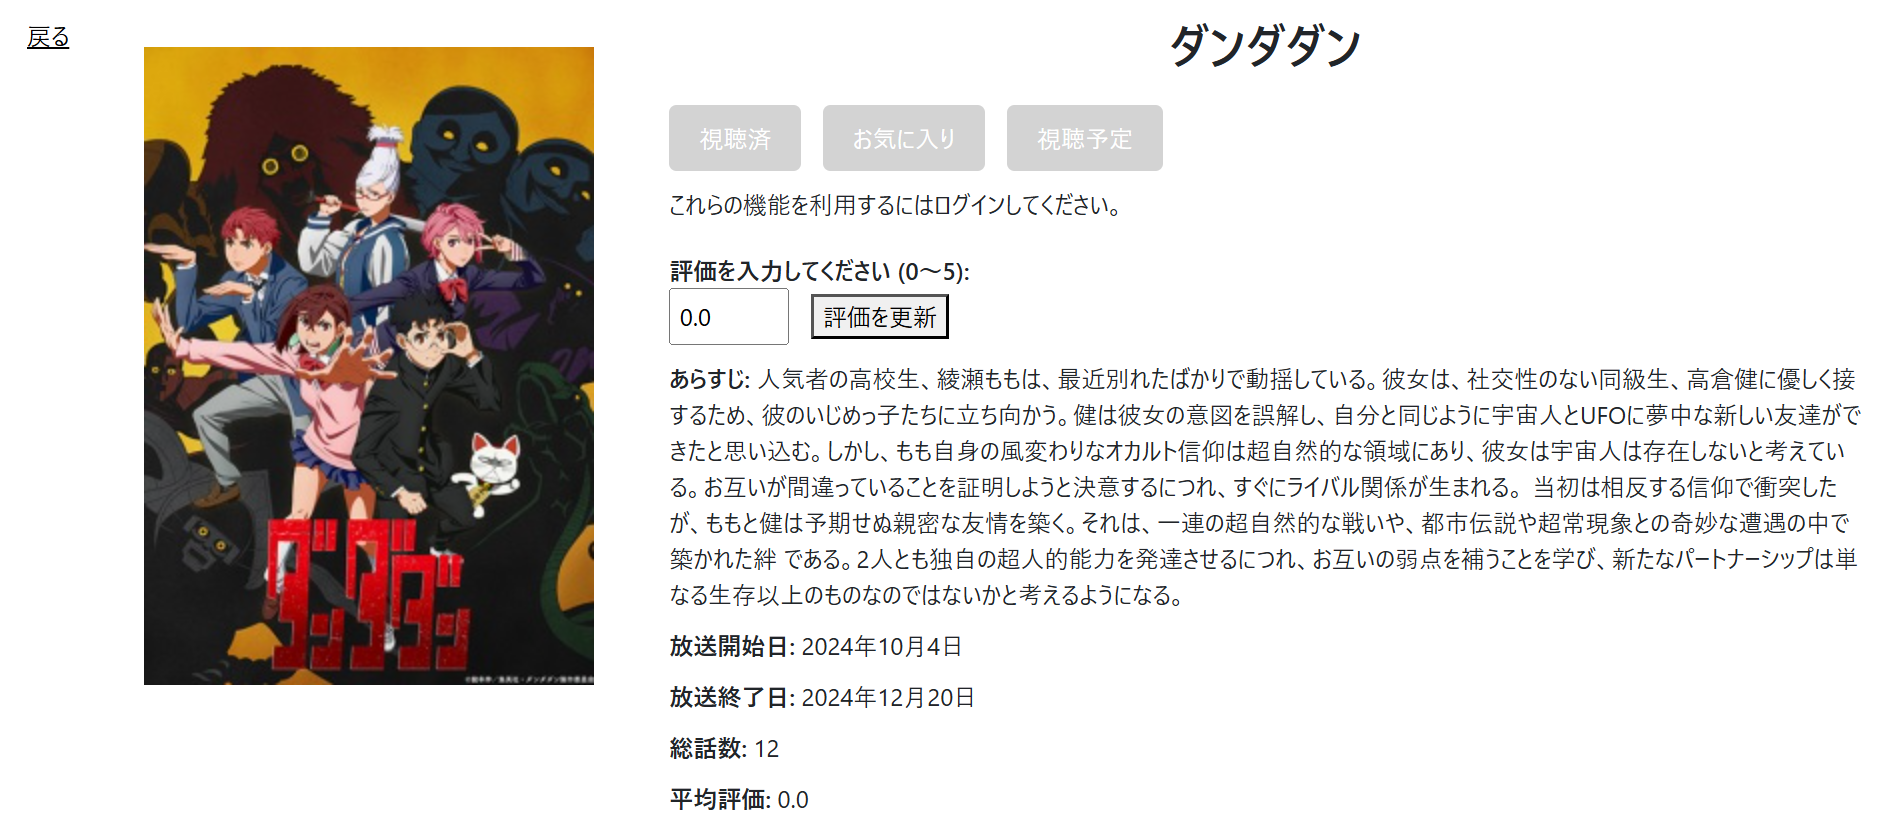 戻る
ダンダダン
視聴済
お気に入り
視聴予定
これらの機能を利用するにはログインしてください。
評価を入力してください (0～5):
0.0
評価を更新
あらすじ: 人気者の高校生、綾瀬ももは、最近別れたばかりで動揺している。彼女は、社交性のない同級生、高倉健に優しく接
するため、彼のいじめっ子たちに立ち向かう。健は彼女の意図を誤解し、自分と同じように宇宙人とUFOに夢中な新しい友達がで
きたと思い込む。しかし、もも自身の風変わりなオカルト信仰は超自然的な領域にあり、彼女は宇宙人は存在しないと考えてい
る。お互いが間違っていることを証明しようと決意するにつれ、すぐにライバル関係が生まれる。 当初は相反する信仰で衝突した
が、ももと健は予期せぬ親密な友情を築く。それは、一連の超自然的な戦いや、都市伝説や超常現象との奇妙な遭遇の中で
築かれた絆 である。2人とも独自の超人的能力を発達させるにつれ、お互いの弱点を補うことを学び、新たなパートナーシップは単
なる生存以上のものなのではないかと考えるようになる。
放送開始日: 2024年10月4日
放送終了日: 2024年12月20日
総話数: 12
平均評価: 0.0
ダンダダン